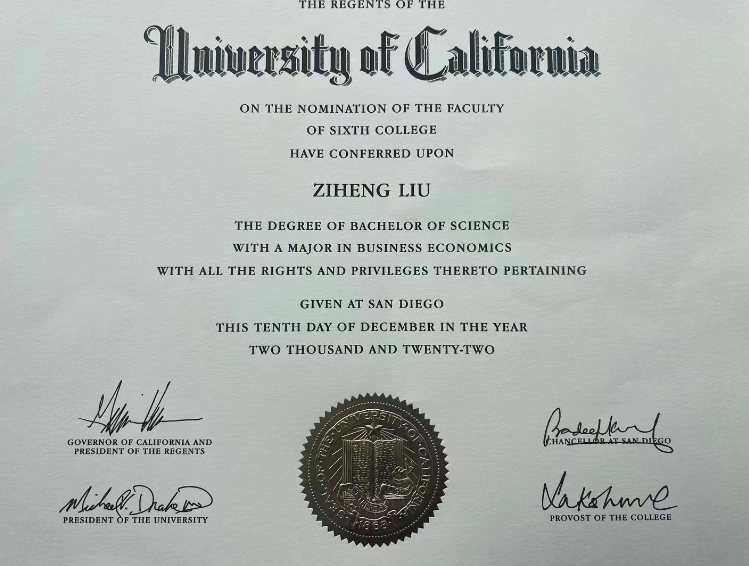 THE REGENTS OF THE
University of California
ON THE NOMINATION OF THE FACULTY
OF SIXTH COLLEGE
HAVE CONFERRED UPON
ZIHENG LIU
THE DEGREE OF BACHELOR OF SCIENCE
WITH A MAJOR IN BUSINESS ECONOMICS
WITH ALL THE RIGHTS AND PRIVILEGES THERETO PERTAINING
GIVEN AT SAN DIEGO
THIS TENTH DAY OF DECEMBER IN THE YEAR
TWO THOUSAND AND TWENTY-TWO
GOVERNOR OF CALIFORNIA AND
PRESIDENT OF THE REGENTS
CHANCELLOR AT SAN DIEGO
Michael V. Drake MD
PRESIDENT OF THE UNIVERSITY
PROVOST OF THE COLLEGE